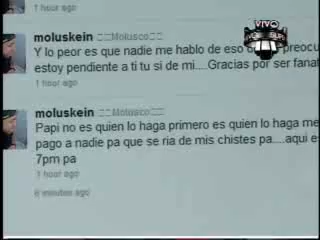 1 hour ago
VIVO
moluskein Molusco
Y lo peor es que nadie me hablo de eso
estoy pendiente a ti tu si de mi....Gracias por ser
1 hour ago
moluskein Molusco
Papi no es quien lo haga primero es quien lo haga me
pago a nadie pa que se ria de mis chistes pa....aqui es
7pm pa
1 hour ago
6 minutes ago